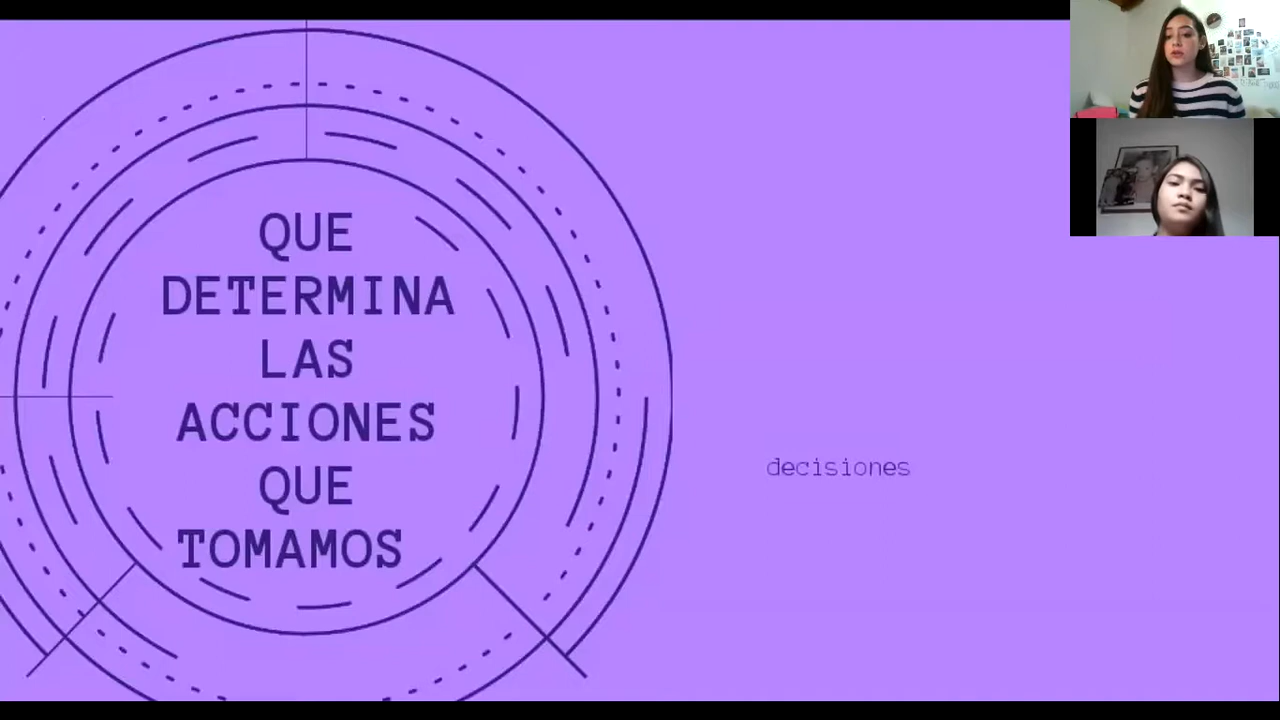 QUE
DETERMINA
LAS
ACCIONES
QUE
TOMAMOS
decisiones